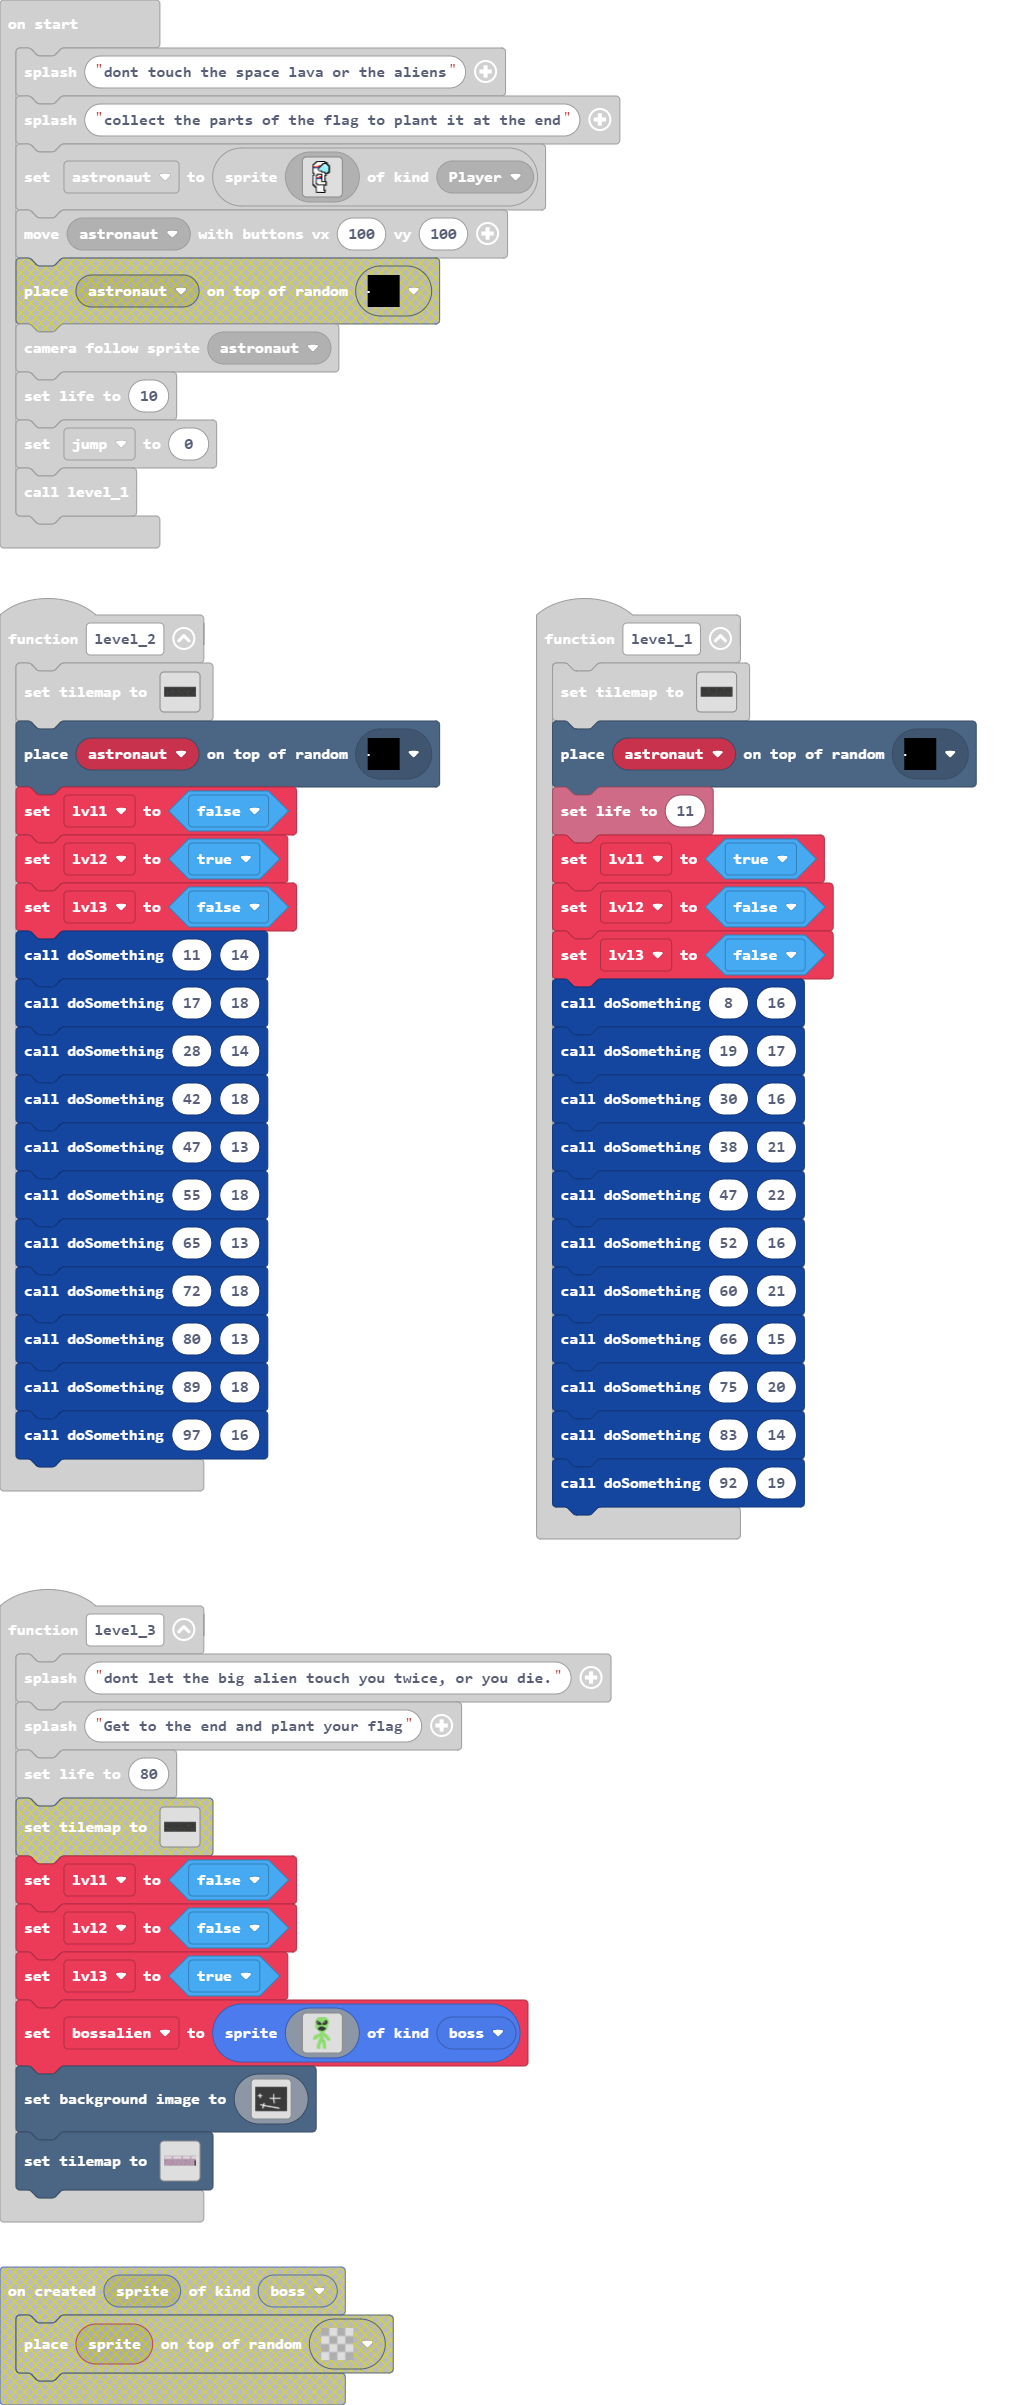 on start
splash "dont touch the space lava or the aliens"
splash "collect the parts of the flag to plant it at the end"
set astronaut to sprite of kind Player
move astronaut with buttons vx 100 vy 100
place astronaut on top of random
camera follow sprite astronaut
set life to 10
set jump to 0
call level_1
function level_2
set tilemap to
place astronaut on top of random
set lvl1 to false
set lvl2 to true
set lvl3 to false
call doSomething 11 14
call doSomething 17 18
call doSomething 28 14
call doSomething 42 18
call doSomething 47 13
call doSomething 55 18
call doSomething 65 13
call doSomething 72 18
call doSomething 80 13
call doSomething 89 18
call doSomething 97 16
function level_1
set tilemap to
place astronaut on top of random
set life to 11
set lvl1 to true
set lvl2 to false
set lvl3 to false
call doSomething 8 16
call doSomething 19 17
call doSomething 30 16
call doSomething 38 21
call doSomething 47 22
call doSomething 52 16
call doSomething 60 21
call doSomething 66 15
call doSomething 75 20
call doSomething 83 14
call doSomething 92 19
function level_3
splash "dont let the big alien touch you twice, or you die."
splash "Get to the end and plant your flag"
set life to 80
set tilemap to
set lvl1 to false
set lvl2 to false
set lvl3 to true
set bossalien to sprite of kind boss
set background image to
set tilemap to
on created sprite of kind boss
place sprite on top of random